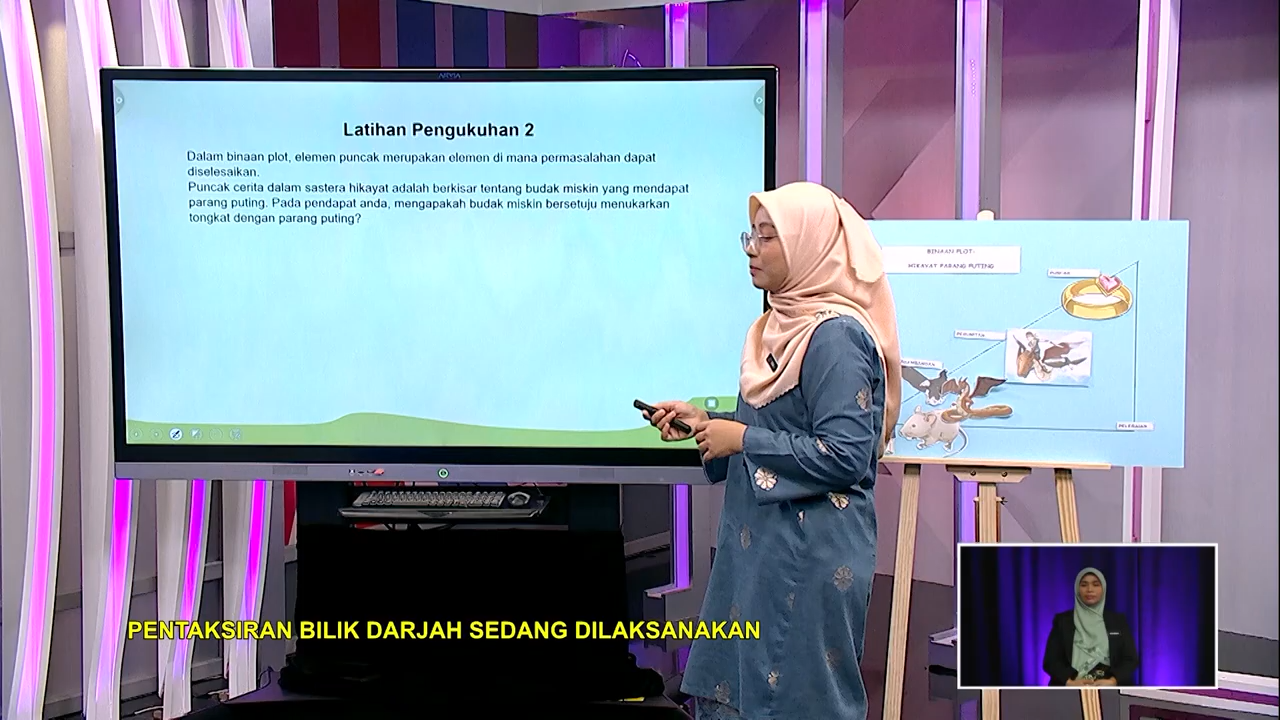 Latihan Pengukuhan 2
Dalam binaan plot, elemen puncak merupakan elemen di mana permasalahan dapat
diselesaikan.
Puncak cerita dalam sastera hikayat adalah berkisar tentang budak miskin yang mendapat
parang puting. Pada pendapat anda, mengapakah budak miskin bersetuju menukarkan
tongkat dengan parang puting?
BINAAN PLOT-
HIKAYAT PARANG PUTING
PELERAIAN
PENTAKSIRAN BILIK DARJAH SEDANG DILAKSANAKAN